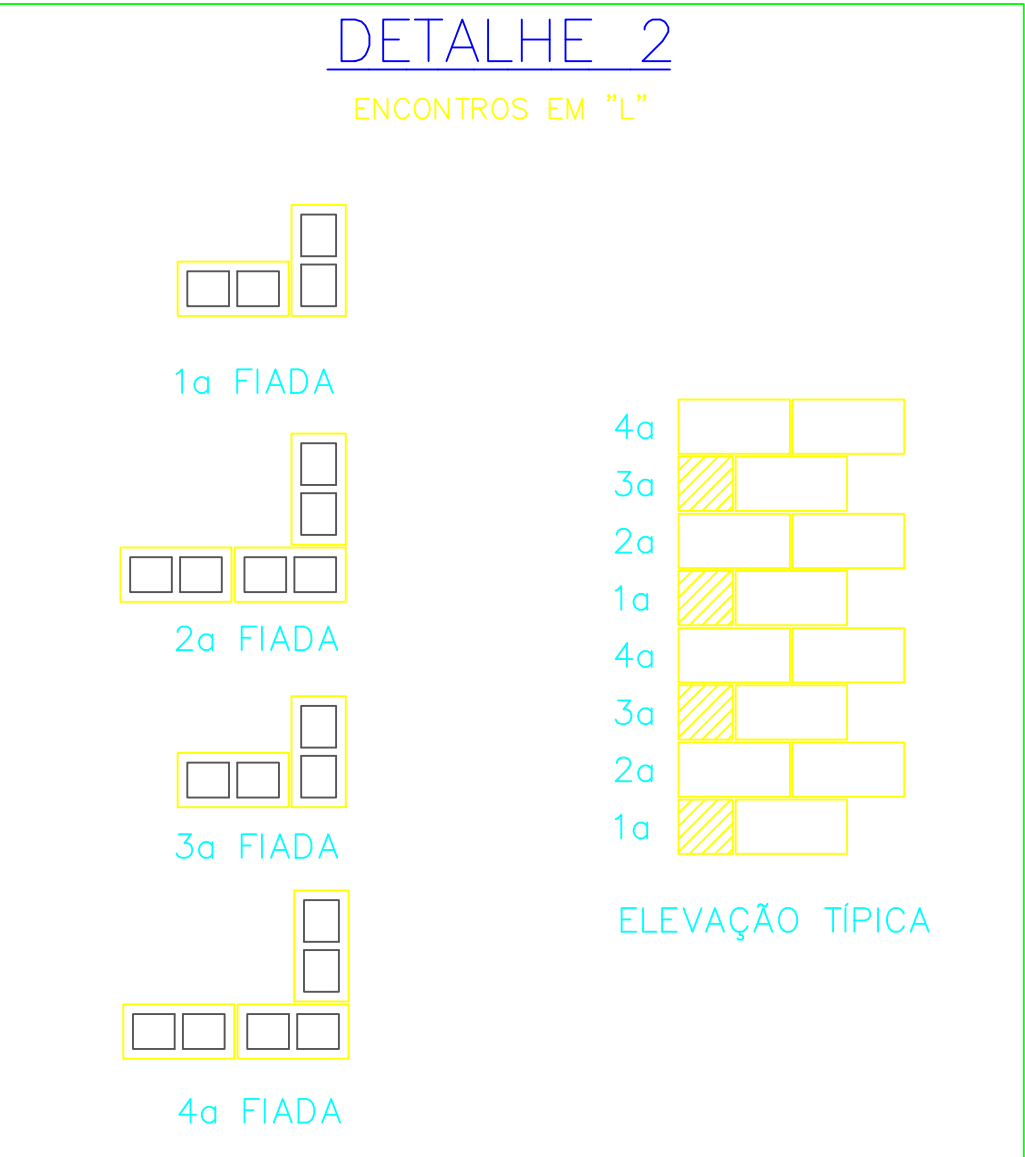 DETALHE 2
ENCONTROS EM "L"
1a FIADA
2a FIADA
3a FIADA
4a FIADA
4a
3a
2a
1a
4a
3a
2a
1a
ELEVAÇÃO TÍPICA